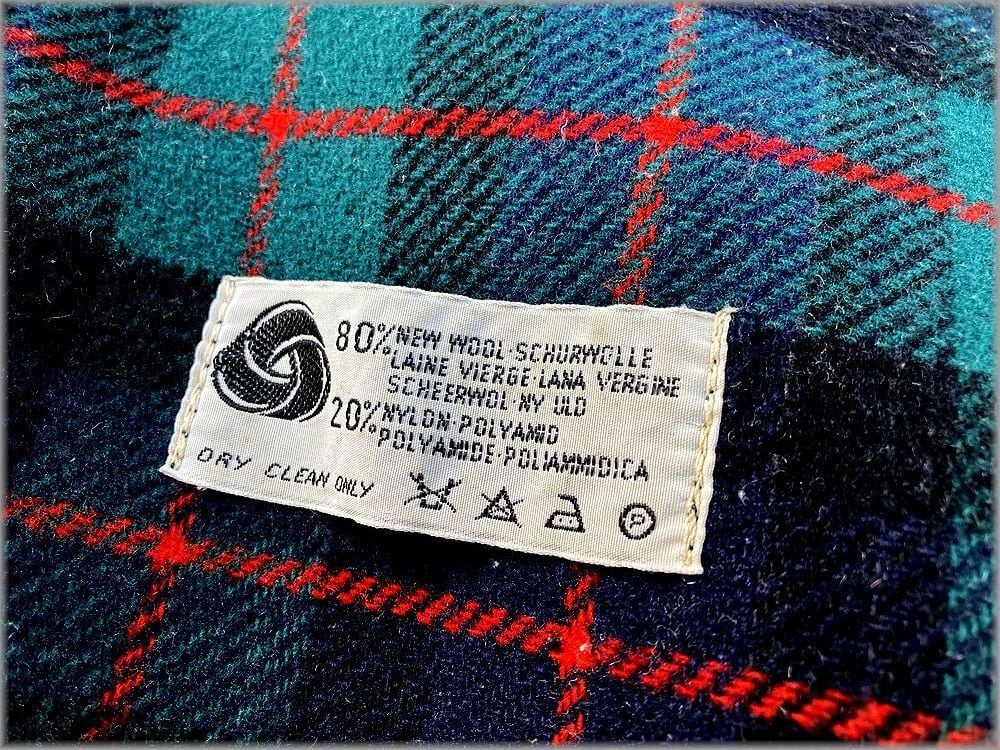 80% NEW WOOL·SCHURWOLLE
LAINE VIERGE·LANA VERGINE
SCHEERWOL·NY ULD
20% NYLON·POLYAMID
POLYAMIDE·POLIAMMIDICA
DRY CLEAN ONLY
P